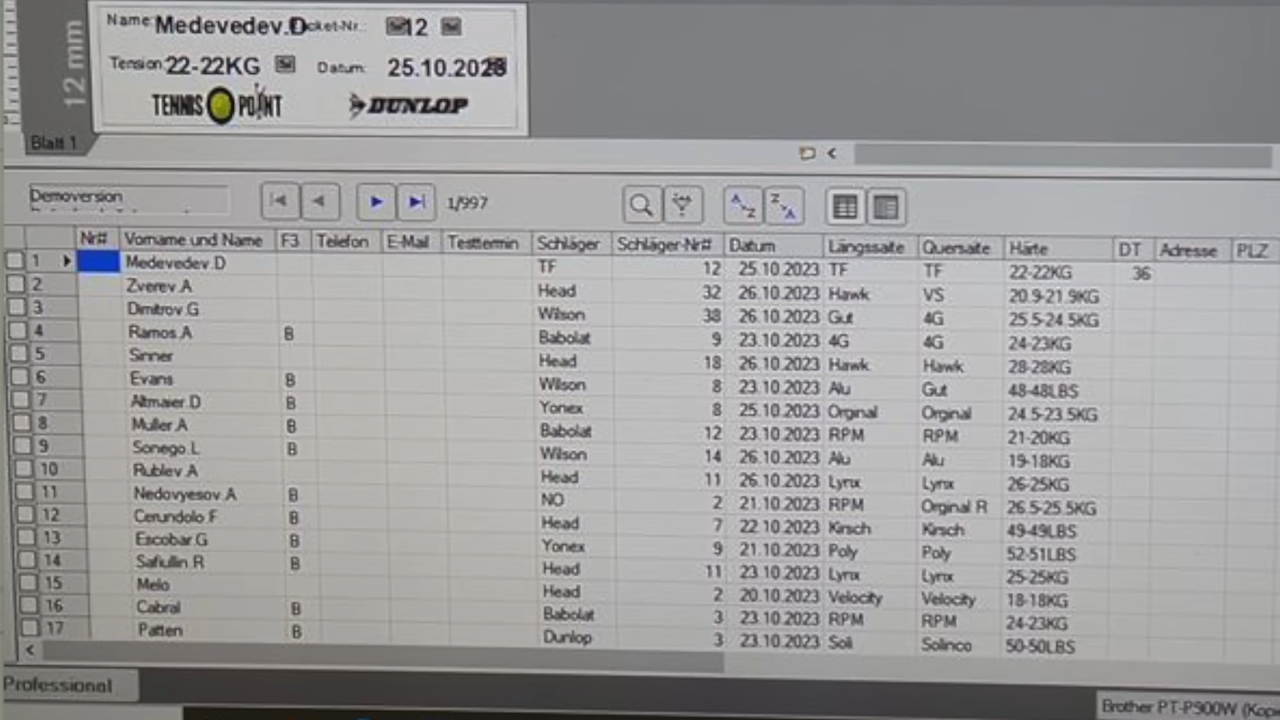 Name: Medevedev.D cket-Nr.: 12
12 mm
Tension: 22-22KG Datum: 25.10.2023
TENNIS POINT DUNLOP
Blatt 1
Demoversion
1/997
Nr# Vorname und Name F3 Telefon E-Mail Testtermin Schläger Schläger-Nr# Datum Längssaite Quersaite Härte DT Adresse PLZ
1 Medevedev.D TF 12 25.10.2023 TF TF 22-22KG 36
2 Zverev.A Head 32 26.10.2023 Hawk VS 20.9-21.9KG
3 Dimitrov.G Wilson 38 26.10.2023 Gut 4G 25.5-24.5KG
4 Ramos.A B Babolat 9 23.10.2023 4G 4G 24-23KG
5 Sinner Head 18 26.10.2023 Hawk Hawk 28-28KG
6 Evans B Wilson 8 23.10.2023 Alu Gut 48-48LBS
7 Altmaier.D B Yonex 8 25.10.2023 Orginal Orginal 24.5-23.5KG
8 Muller.A B Babolat 12 23.10.2023 RPM RPM 21-20KG
9 Sonego.L B Wilson 14 26.10.2023 Alu Alu 19-18KG
10 Rublev.A Head 11 26.10.2023 Lynx Lynx 26-25KG
11 Nedovyesov.A B NO 2 21.10.2023 RPM Orginal R 26.5-25.5KG
12 Cerundolo.F B Head 7 22.10.2023 Kirsch Kirsch 49-49LBS
13 Escobar.G B Yonex 9 21.10.2023 Poly Poly 52-51LBS
14 Safiullin.R B Head 11 23.10.2023 Lynx Lynx 25-25KG
15 Melo Head 2 20.10.2023 Velocity Velocity 18-18KG
16 Cabral B Babolat 3 23.10.2023 RPM RPM 24-23KG
17 Patten B Dunlop 3 23.10.2023 Soli Solinco 50-50LBS
Professional
Brother PT-P900W (Kopi